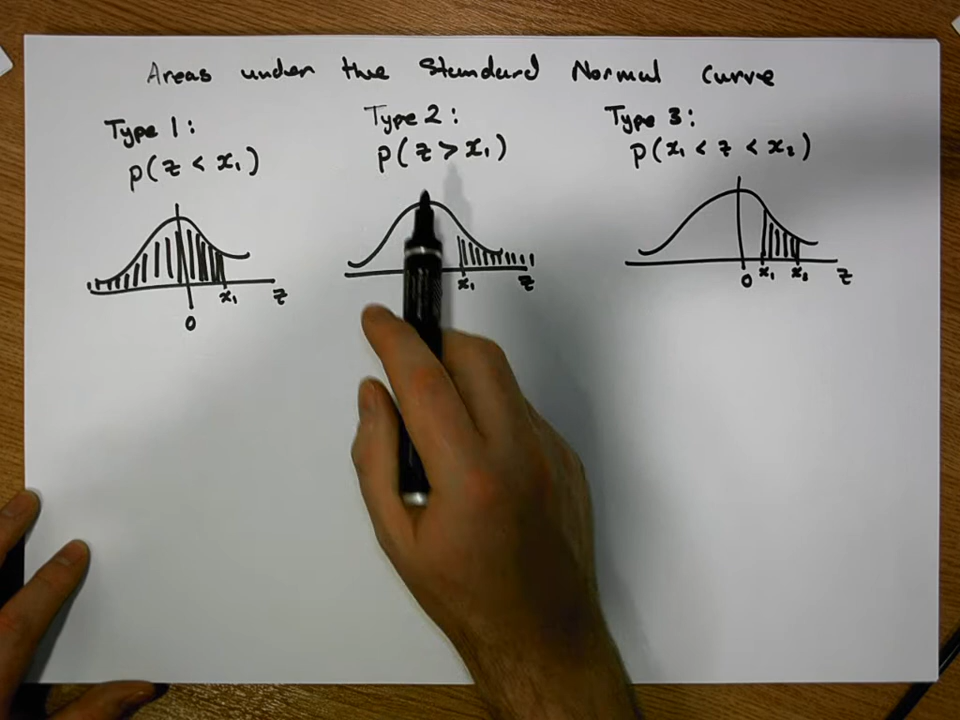 Areas under the Standard Normal Curve
Type 1:
p(z < x₁)
0 x₁ z
Type 2:
p(z > x₁)
x₁ z
Type 3:
p(x₁ < z < x₂)
0 x₁ x₂ z